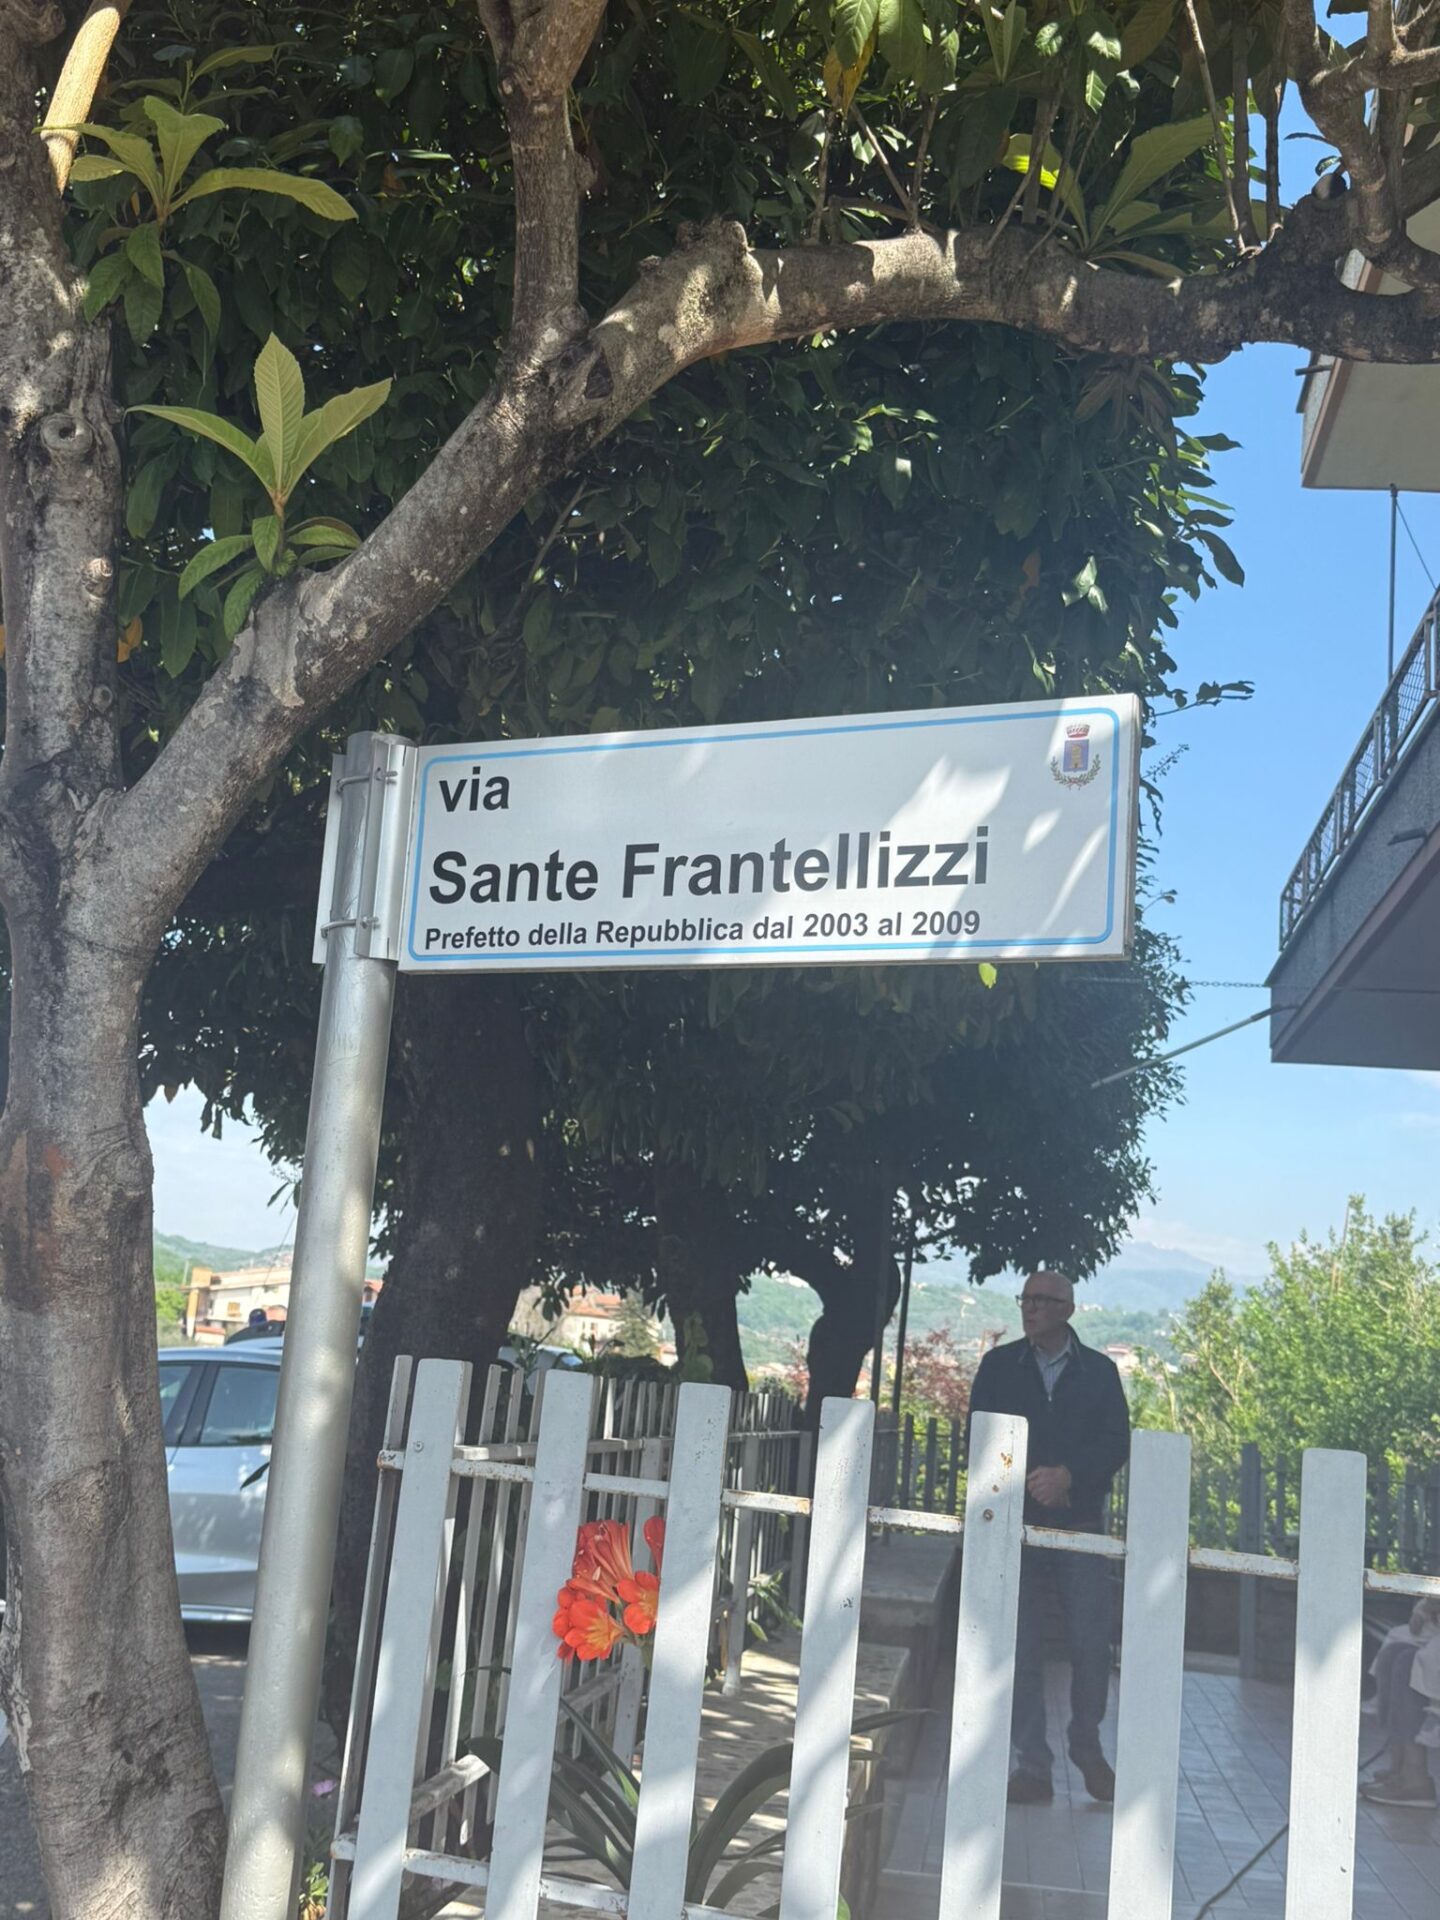 via
Sante Frantellizzi
Prefetto della Repubblica dal 2003 al 2009